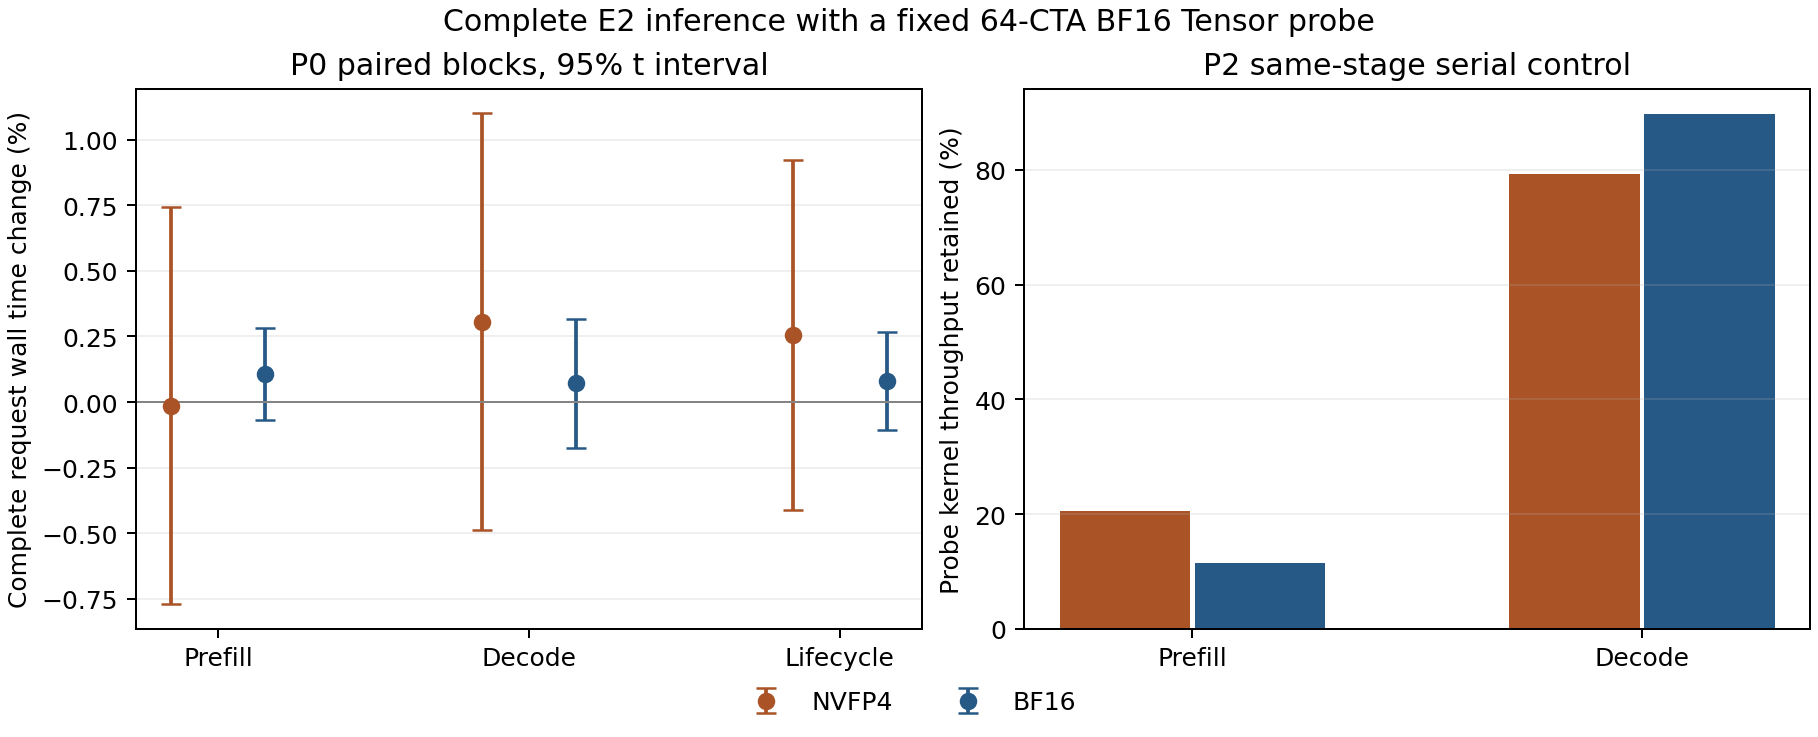 Complete E2 inference with a fixed 64-CTA BF16 Tensor probe
P0 paired blocks, 95% t interval
Complete request wall time change (%)
1.00
0.75
0.50
0.25
0.00
−0.25
−0.50
−0.75
Prefill
Decode
Lifecycle
P2 same-stage serial control
Probe kernel throughput retained (%)
80
60
40
20
0
Prefill
Decode
NVFP4
BF16